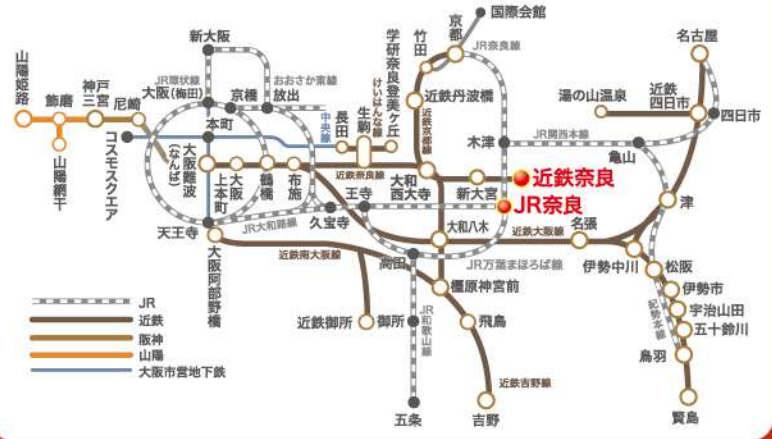 国際会館
京都
JR奈良線
学研奈良登美ヶ丘
竹田
新大阪
名古屋
山陽姫路
飾磨
神戸三宮
尼崎
JR環状線
大阪(梅田)
京橋
おおさか東線
放出
けいはんな線
近鉄丹波橋
湯の山温泉
近鉄四日市
四日市
本町
中央線
長田
生駒
近鉄京都線
木津
JR関西本線
亀山
コスモスクエア
山陽網干
大阪難波(なんば)
大阪上本町
鶴橋
布施
近鉄奈良線
大和西大寺
新大宮
近鉄奈良
JR奈良
王寺
津
天王寺
JR大和路線
久宝寺
大和八木
近鉄大阪線
名張
大阪阿部野橋
近鉄南大阪線
高田
JR万葉まほろば線
伊勢中川
松阪
橿原神宮前
伊勢市
JR
近鉄
阪神
山陽
大阪市営地下鉄
近鉄御所
御所
JR和歌山線
飛鳥
紀勢本線
宇治山田
五十鈴川
鳥羽
近鉄吉野線
五条
吉野
賢島